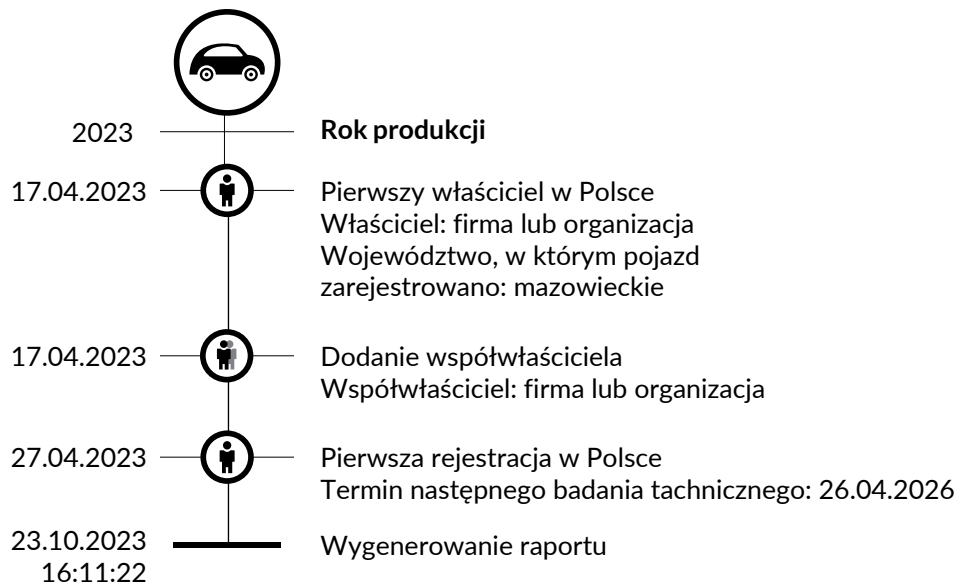 2023 Rok produkcji
17.04.2023 Pierwszy właściciel w Polsce
Właściciel: firma lub organizacja
Województwo, w którym pojazd
zarejestrowano: mazowieckie
17.04.2023 Dodanie współwłaściciela
Współwłaściciel: firma lub organizacja
27.04.2023 Pierwsza rejestracja w Polsce
Termin następnego badania tachnicznego: 26.04.2026
23.10.2023 Wygenerowanie raportu
16:11:22